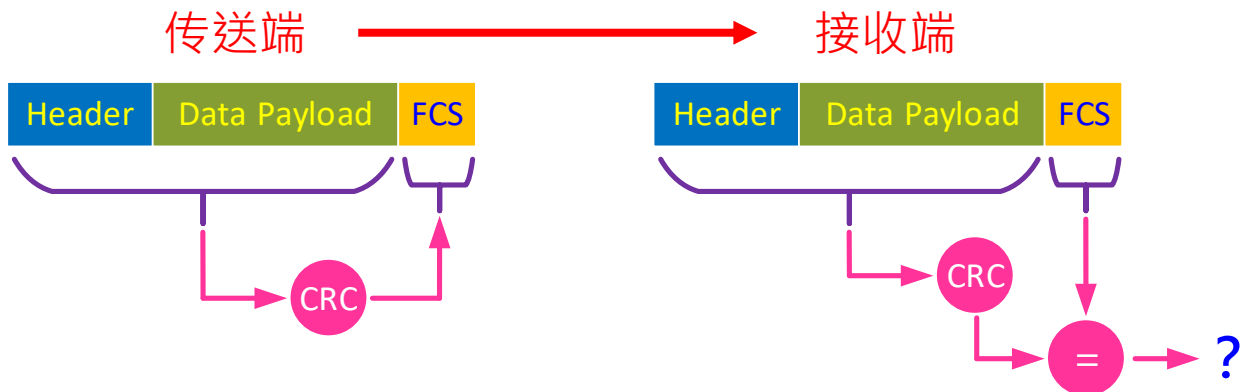 传送端 接收端
Header Data Payload FCS Header Data Payload FCS
CRC CRC
= ?